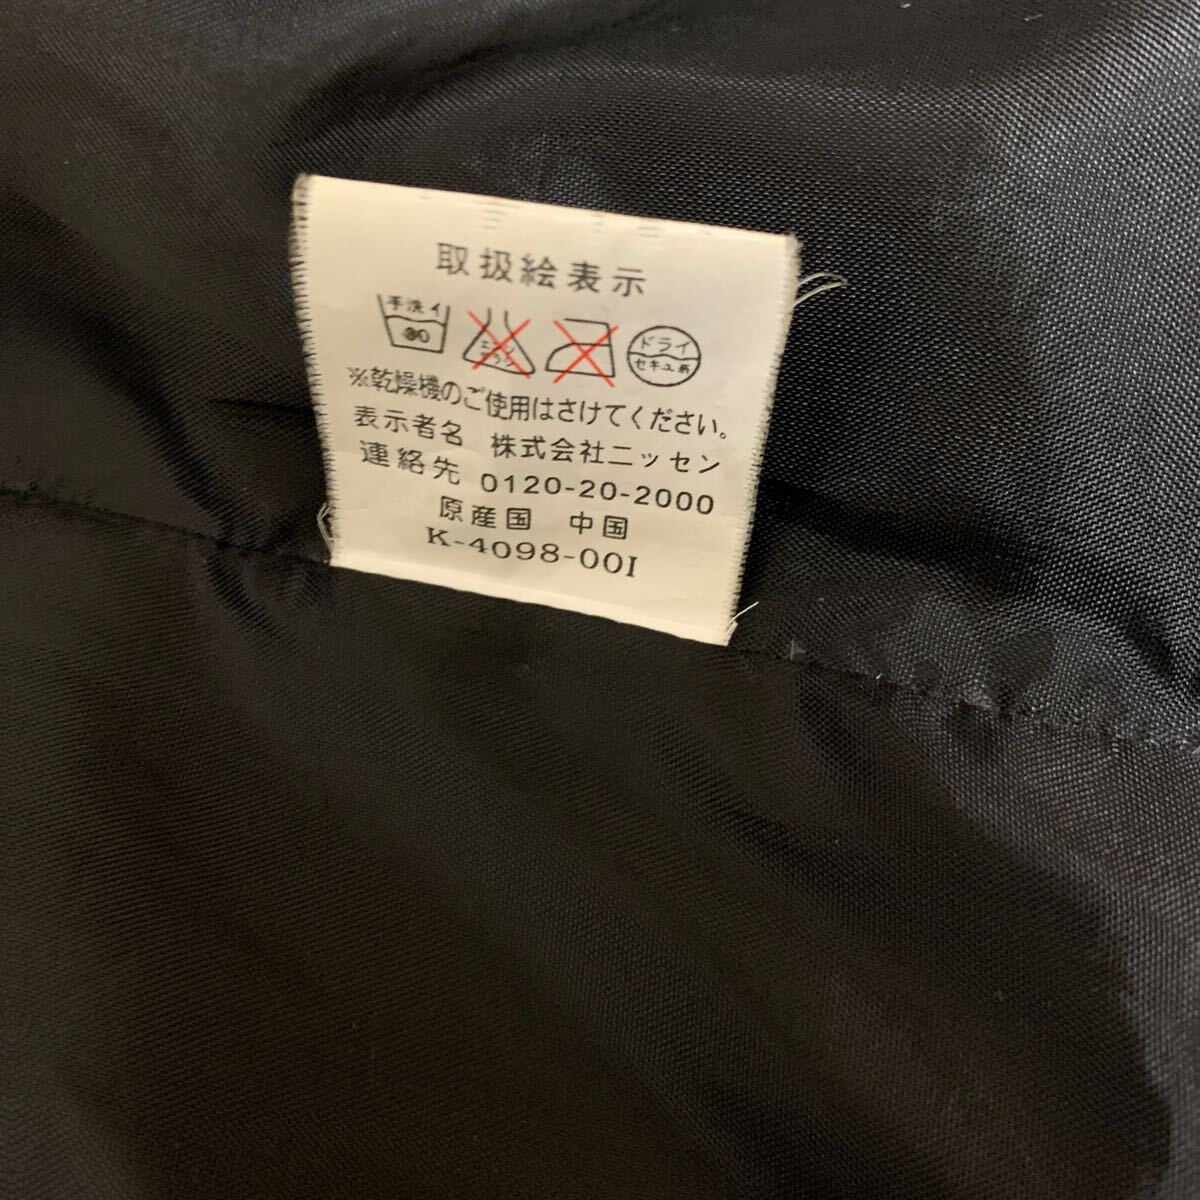 取扱絵表示
手洗イ
30
エンソ
サラシ
ドライ
セキユ系
※乾燥機のご使用はさけてください。
表示者名 株式会社ニッセン
連絡先 0120-20-2000
原産国 中国
K-4098-00I